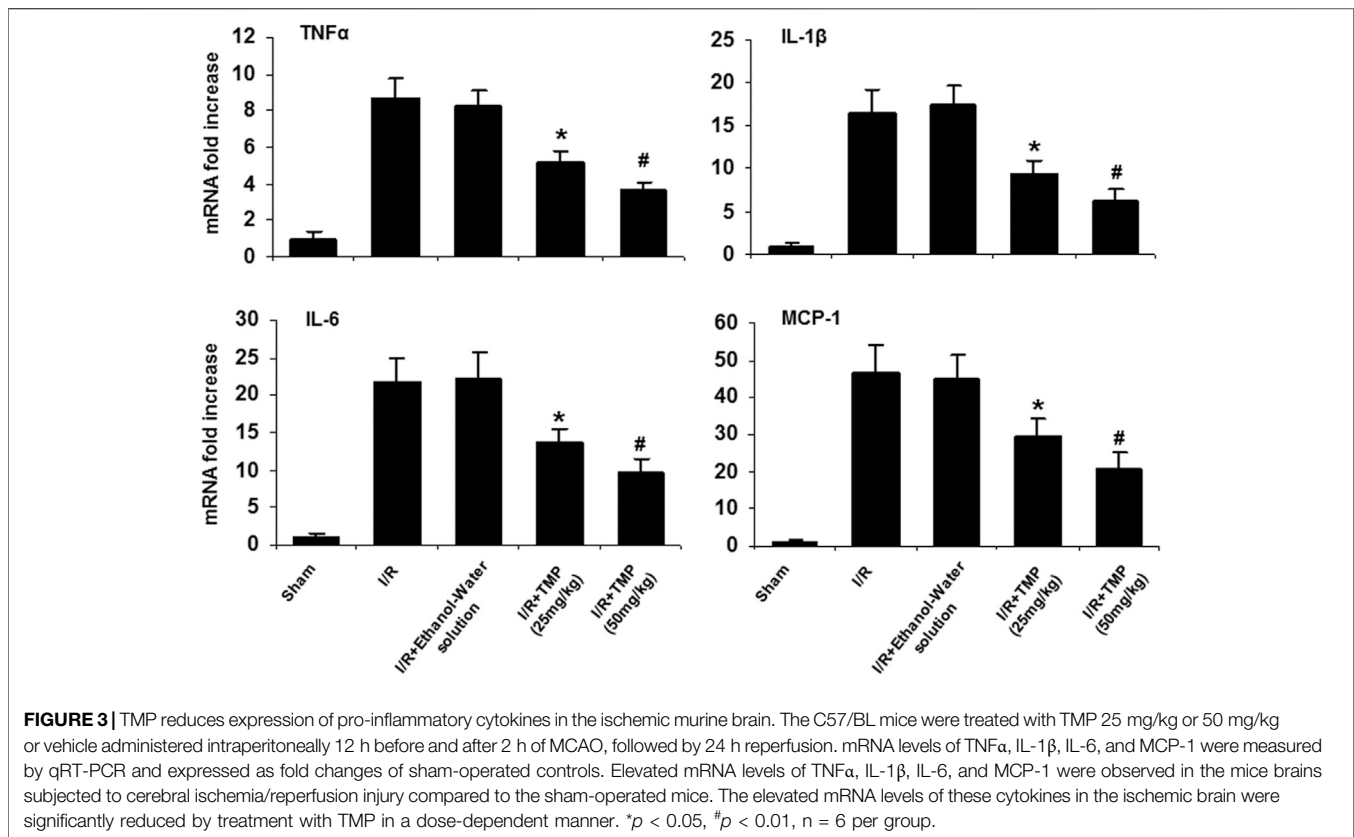 TNFα
mRNA fold increase
12
10
8
6
4
2
0
*
#
IL-1β
25
20
15
10
5
0
*
#
IL-6
mRNA fold increase
30
25
20
15
10
5
0
*
#
Sham
I/R
I/R+Ethanol-Water
solution
I/R+TMP
(25mg/kg)
I/R+TMP
(50mg/kg)
MCP-1
60
50
40
30
20
10
0
*
#
Sham
I/R
I/R+Ethanol-Water
solution
I/R+TMP
(25mg/kg)
I/R+TMP
(50mg/kg)
FIGURE 3 | TMP reduces expression of pro-inflammatory cytokines in the ischemic murine brain. The C57/BL mice were treated with TMP 25 mg/kg or 50 mg/kg
or vehicle administered intraperitoneally 12 h before and after 2 h of MCAO, followed by 24 h reperfusion. mRNA levels of TNFα, IL-1β, IL-6, and MCP-1 were measured
by qRT-PCR and expressed as fold changes of sham-operated controls. Elevated mRNA levels of TNFα, IL-1β, IL-6, and MCP-1 were observed in the mice brains
subjected to cerebral ischemia/reperfusion injury compared to the sham-operated mice. The elevated mRNA levels of these cytokines in the ischemic brain were
significantly reduced by treatment with TMP in a dose-dependent manner. *p < 0.05, #p < 0.01, n = 6 per group.